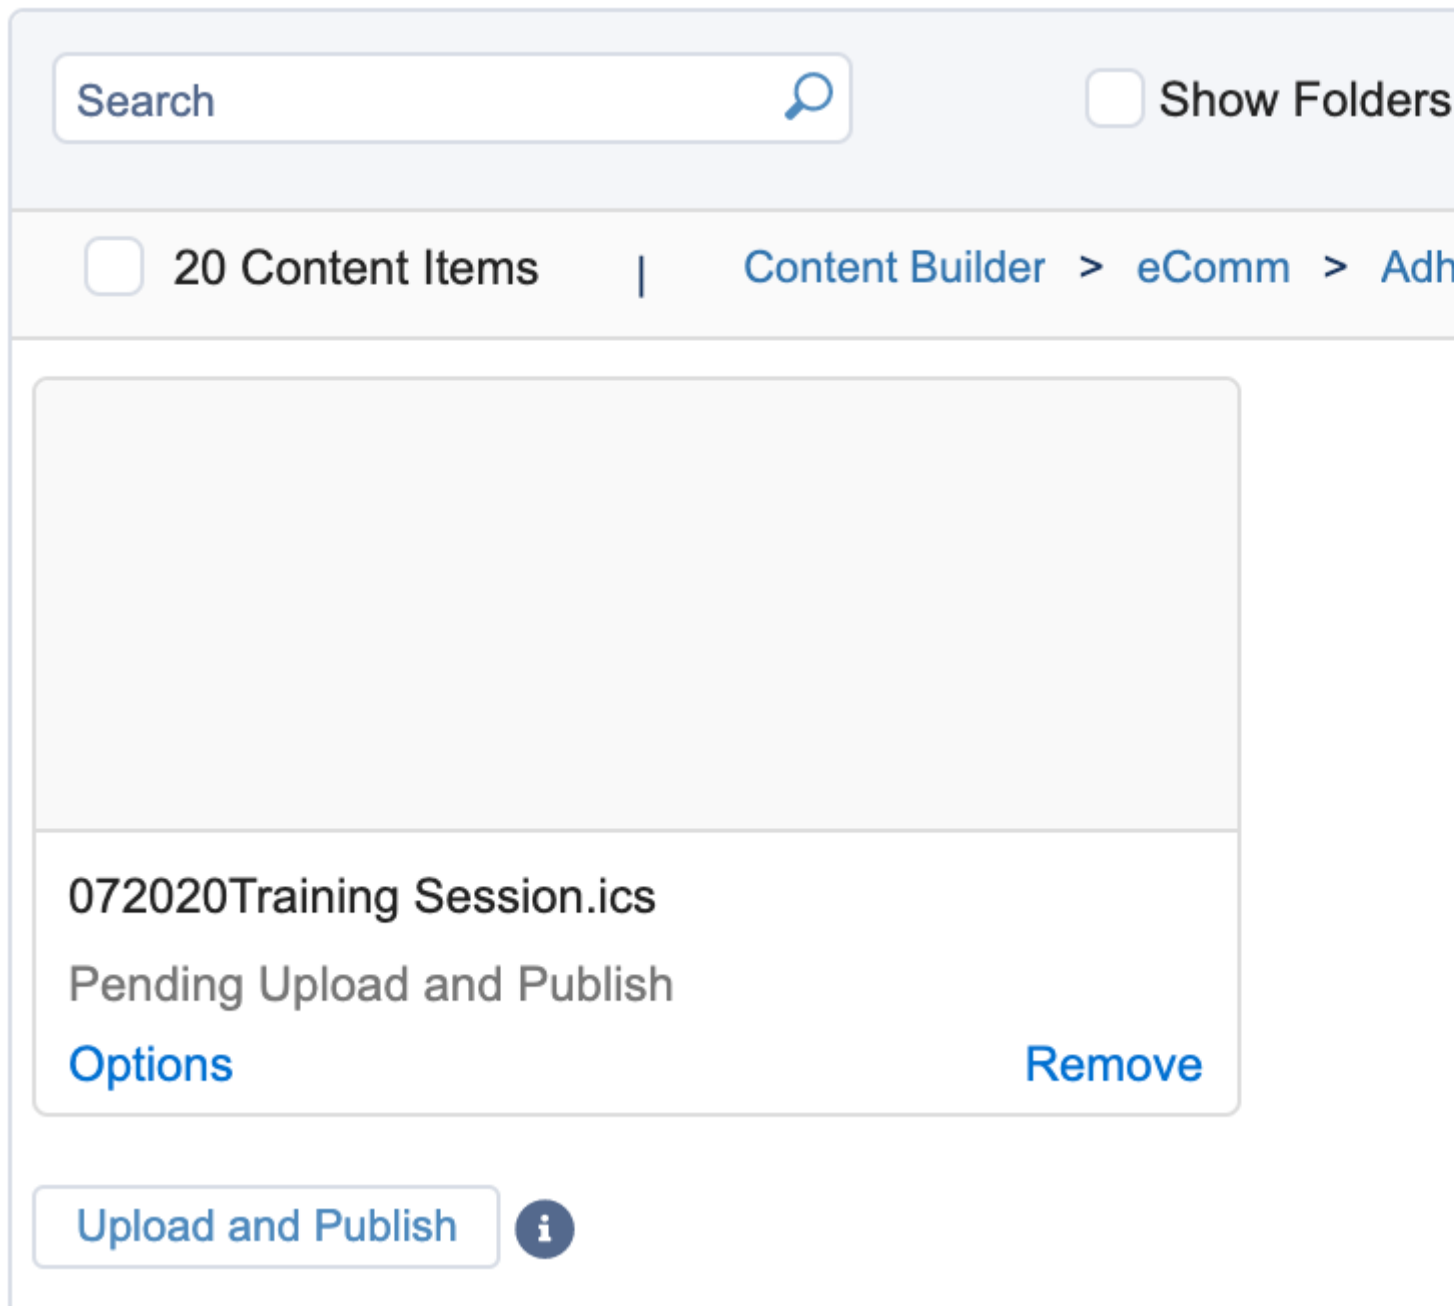 Search
Show Folders
20 Content Items | Content Builder > eComm > Adh
072020Training Session.ics
Pending Upload and Publish
Options Remove
Upload and Publish i